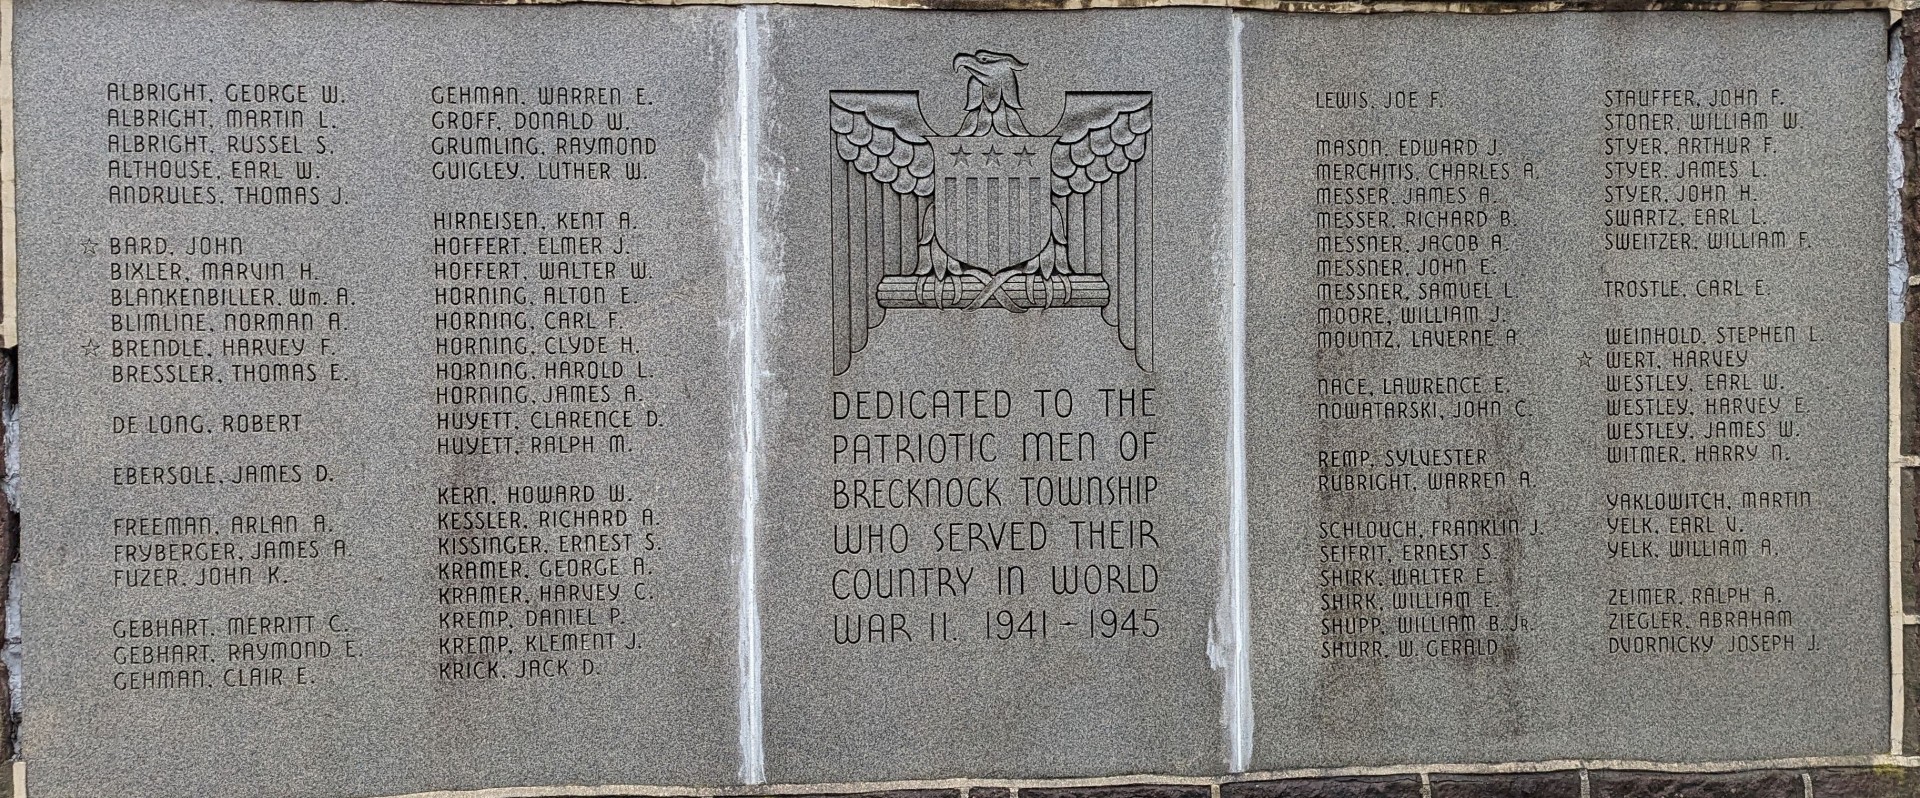 ALBRIGHT, GEORGE W.
ALBRIGHT, MARTIN L.
ALBRIGHT, RUSSEL S.
ALTHOUSE, EARL W.
ANDRULES, THOMAS J.
☆ BARD, JOHN
BIXLER, MARVIN H.
BLANKENBILLER, Wm. A.
BLIMLINE, NORMAN A.
☆ BRENDLE, HARVEY F.
BRESSLER, THOMAS E.
DE LONG, ROBERT
EBERSOLE, JAMES D.
FREEMAN, ARLAN A.
FRYBERGER, JAMES A.
FUZER, JOHN K.
GEBHART, MERRITT C.
GEBHART, RAYMOND E.
GEHMAN, CLAIR E.
GEHMAN, WARREN E.
GROFF, DONALD W.
GRUMLING, RAYMOND
GUIGLEY, LUTHER W.
HIRNEISEN, KENT A.
HOFFERT, ELMER J.
HOFFERT, WALTER W.
HORNING, ALTON E.
HORNING, CARL F.
HORNING, CLYDE H.
HORNING, HAROLD L.
HORNING, JAMES A.
HUYETT, CLARENCE D.
HUYETT, RALPH M.
KERN, HOWARD W.
KESSLER, RICHARD A.
KISSINGER, ERNEST S.
KRAMER, GEORGE A.
KRAMER, HARVEY C.
KREMP, DANIEL P.
KREMP, KLEMENT J.
KRICK, JACK D.
DEDICATED TO THE
PATRIOTIC MEN OF
BRECKNOCK TOWNSHIP
WHO SERVED THEIR
COUNTRY IN WORLD
WAR II. 1941 - 1945
LEWIS, JOE F.
MASON, EDWARD J.
MERCHITIS, CHARLES A.
MESSER, JAMES A.
MESSER, RICHARD B.
MESSNER, JACOB A.
MESSNER, JOHN E.
MESSNER, SAMUEL L.
MOORE, WILLIAM J.
MOUNTZ, LAVERNE A.
NACE, LAWRENCE E.
NOWATARSKI, JOHN C.
REMP, SYLVESTER
RUBRIGHT, WARREN A.
SCHLOUCH, FRANKLIN J.
SEIFRIT, ERNEST S.
SHIRK, WALTER E.
SHIRK, WILLIAM E.
SHUPP, WILLIAM B. JR.
SHURR, W. GERALD
STAUFFER, JOHN F.
STONER, WILLIAM W.
STYER, ARTHUR F.
STYER, JAMES L.
STYER, JOHN H.
SWARTZ, EARL L.
SWEITZER, WILLIAM F.
TROSTLE, CARL E.
WEINHOLD, STEPHEN L.
☆ WERT, HARVEY
WESTLEY, EARL W.
WESTLEY, HARVEY E.
WESTLEY, JAMES W.
WITMER, HARRY N.
YAKLOWITCH, MARTIN
YELK, EARL V.
YELK, WILLIAM A.
ZEIMER, RALPH A.
ZIEGLER, ABRAHAM
DVORNICKY JOSEPH J.